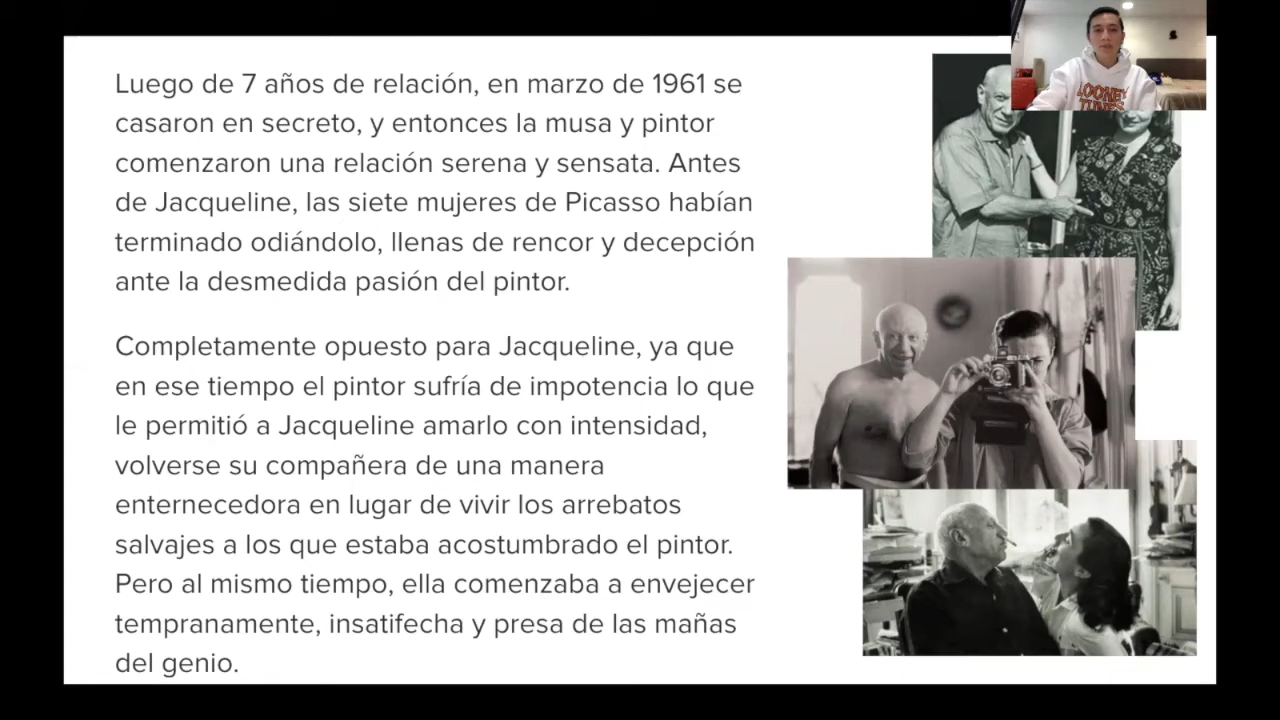 Luego de 7 años de relación, en marzo de 1961 se
casaron en secreto, y entonces la musa y pintor
comenzaron una relación serena y sensata. Antes
de Jacqueline, las siete mujeres de Picasso habían
terminado odiándolo, llenas de rencor y decepción
ante la desmedida pasión del pintor.
Completamente opuesto para Jacqueline, ya que
en ese tiempo el pintor sufría de impotencia lo que
le permitió a Jacqueline amarlo con intensidad,
volverse su compañera de una manera
enternecedora en lugar de vivir los arrebatos
salvajes a los que estaba acostumbrado el pintor.
Pero al mismo tiempo, ella comenzaba a envejecer
tempranamente, insatifecha y presa de las mañas
del genio.
LOONEY
TUNES